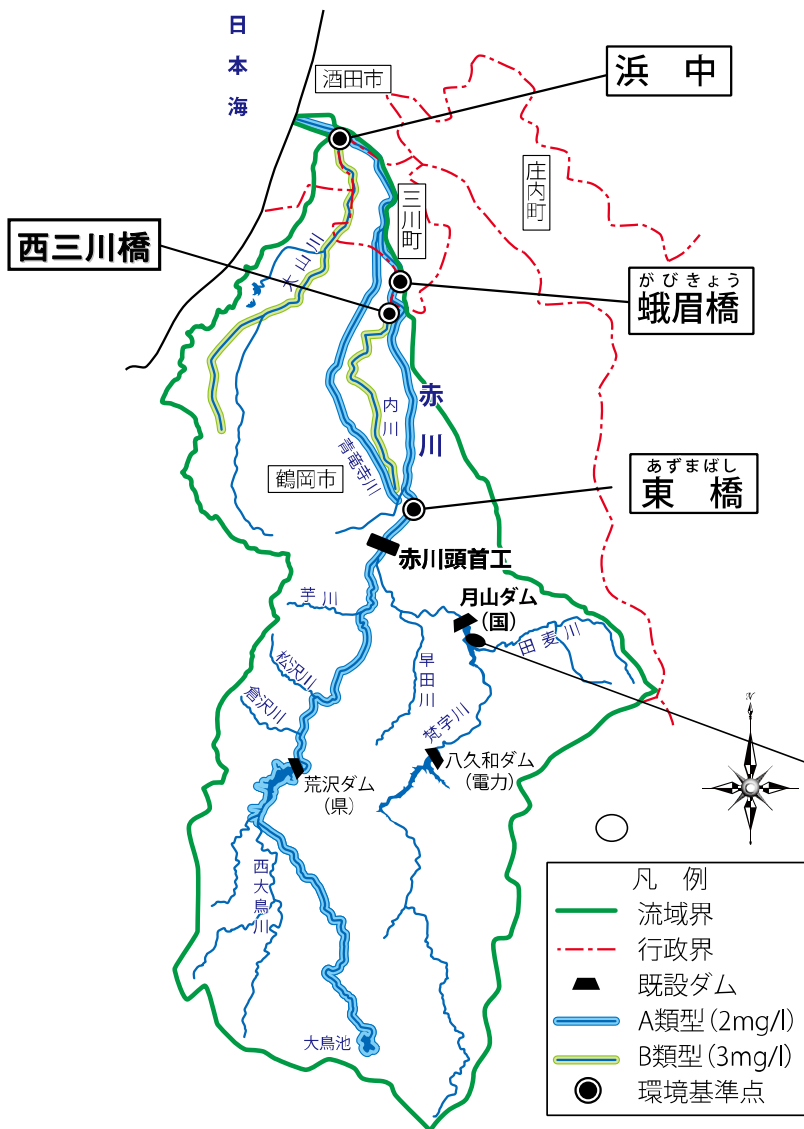 日本海
酒田市
浜 中
庄内町
三川町
西三川橋
大山川
がびきょう
蛾眉橋
赤川
内川
青竜寺川
鶴岡市
あずまばし
東 橋
赤川頭首工
芋川
月山ダム
(国)
田麦川
松沢川
早田川
倉沢川
梵字川
N
荒沢ダム
(県)
八久和ダム
(電力)
西大鳥川
大鳥池
凡 例
流域界
行政界
既設ダム
A類型(2mg/l)
B類型(3mg/l)
環境基準点